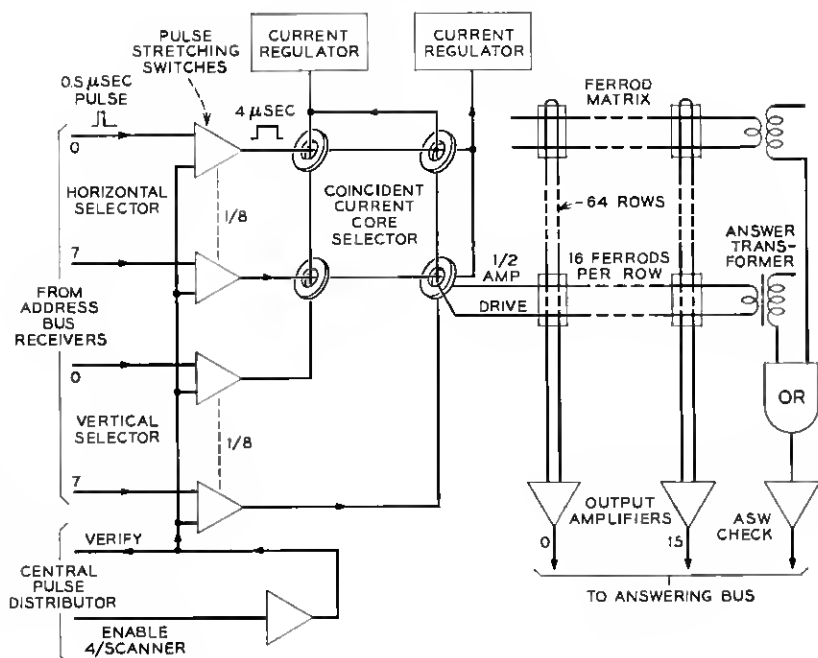 PULSE
STRETCHING
SWITCHES
CURRENT
REGULATOR
CURRENT
REGULATOR
0.5 μSEC
PULSE
4 μSEC
FERROD
MATRIX
0
HORIZONTAL
SELECTOR
1/8
COINCIDENT
CURRENT
CORE
SELECTOR
64 ROWS
ANSWER
TRANS-
FORMER
7
1/2
AMP
16 FERRODS
PER ROW
DRIVE
FROM
ADDRESS
BUS
RECEIVERS
0
OR
VERTICAL
SELECTOR
1/8
7
OUTPUT
AMPLIFIERS
ASW
CHECK
0
15
VERIFY
CENTRAL
PULSE
DISTRIBUTOR
TO ANSWERING BUS
ENABLE
4/SCANNER